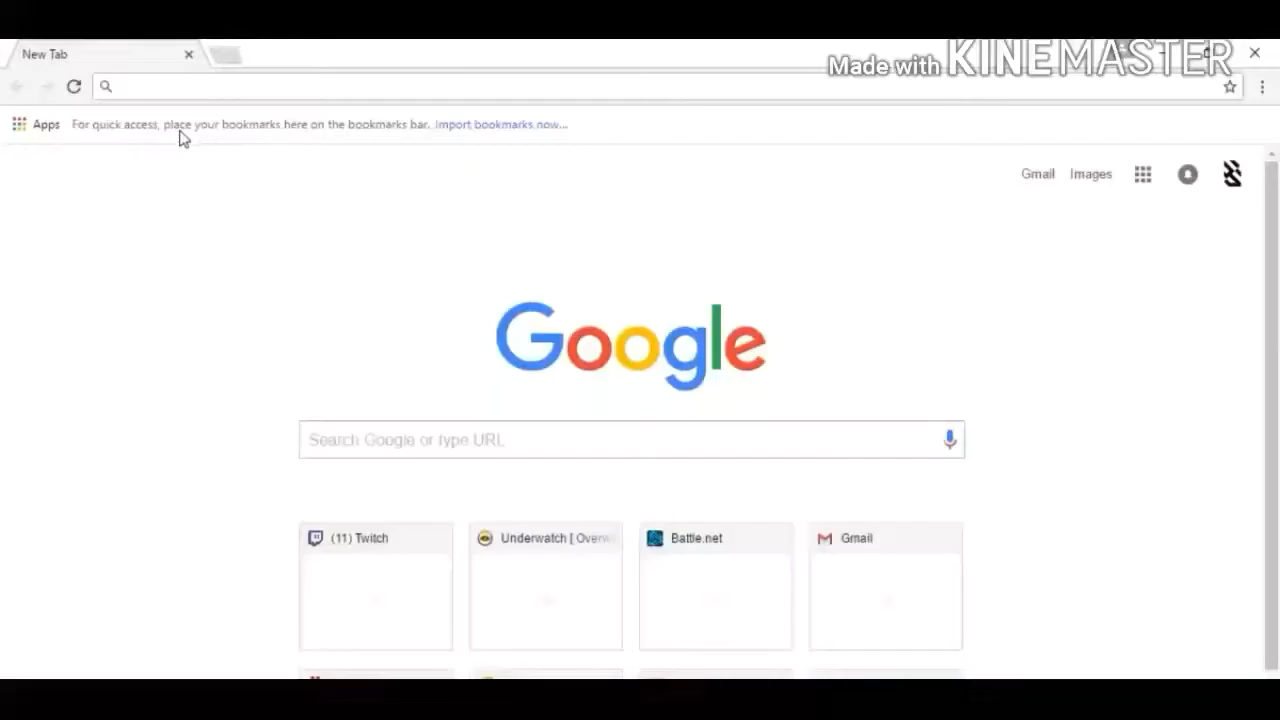 New Tab
Made with KINEMASTER
Apps For quick access, place your bookmarks here on the bookmarks bar. Import bookmarks now...
Gmail Images
Google
Search Google or type URL
(11) Twitch
Underwatch [ Overw
Battle.net
Gmail